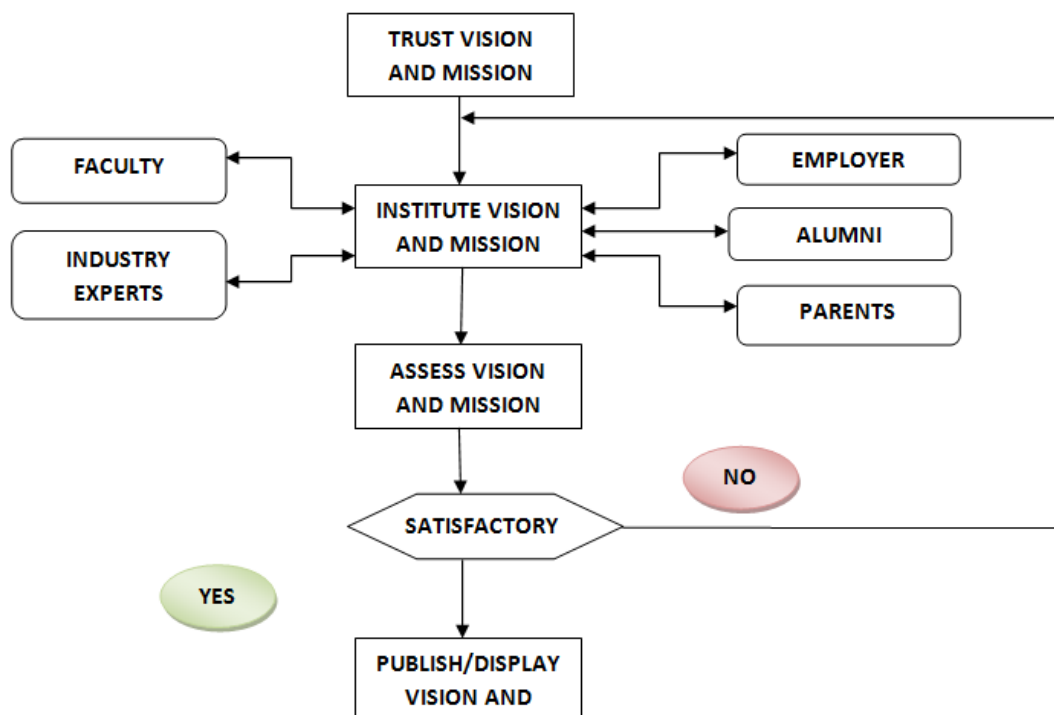 TRUST VISION
AND MISSION
FACULTY
EMPLOYER
INSTITUTE VISION
AND MISSION
ALUMNI
INDUSTRY
EXPERTS
PARENTS
ASSESS VISION
AND MISSION
NO
SATISFACTORY
YES
PUBLISH/DISPLAY
VISION AND